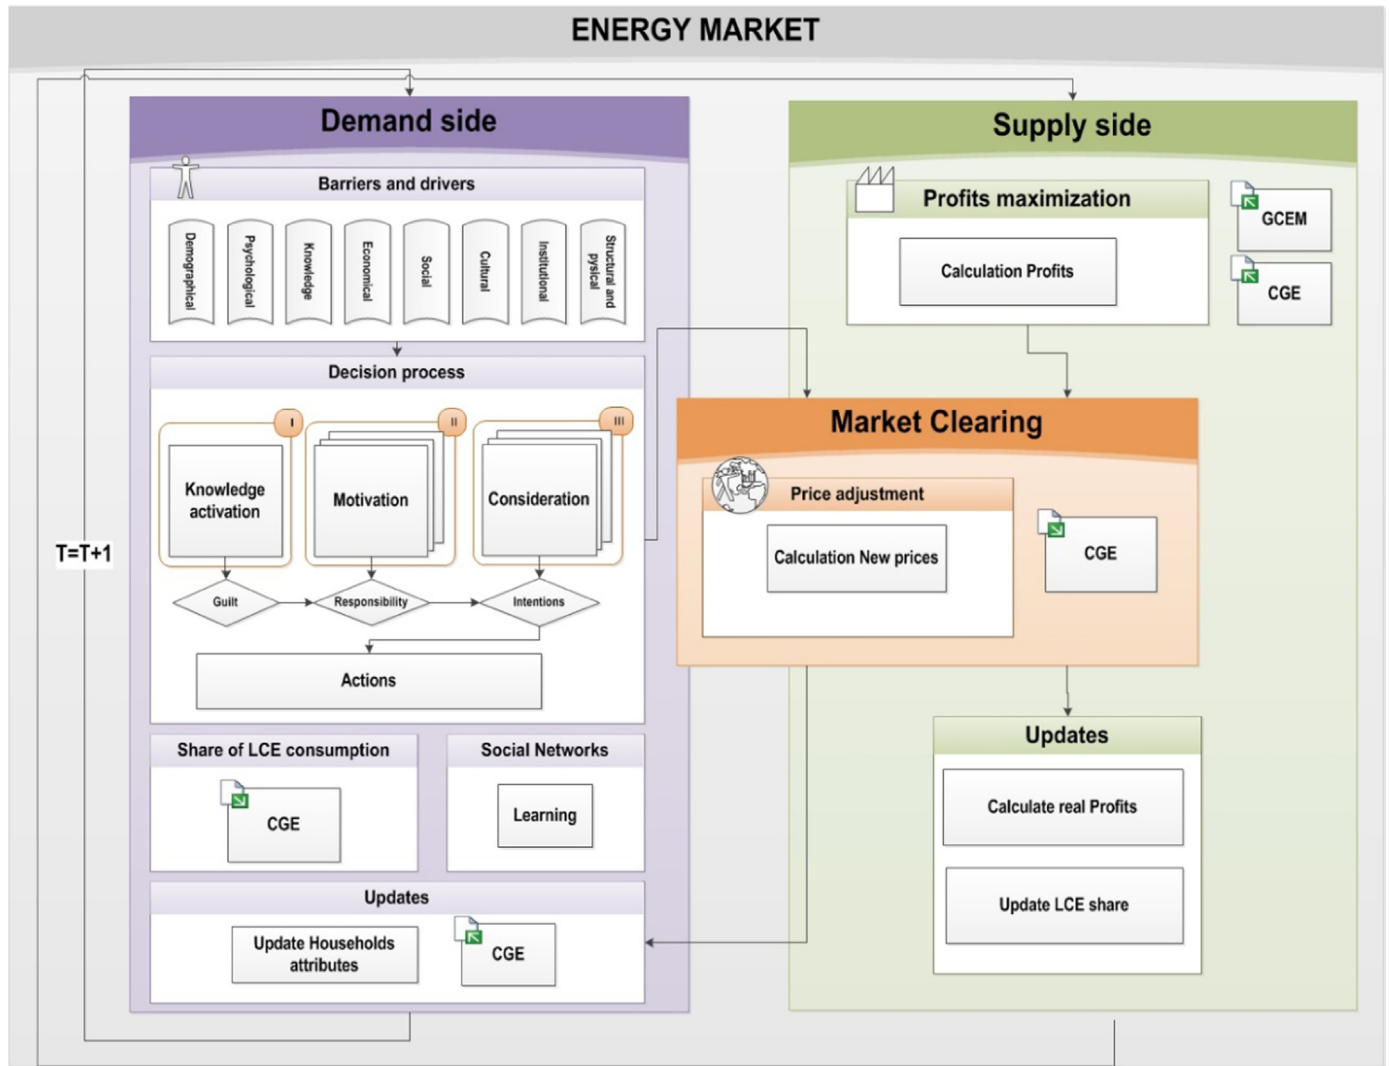 ENERGY MARKET
Demand side
Barriers and drivers
Demographical
Psychological
Knowledge
Economical
Social
Cultural
Institutional
Structural and
pysical
Decision process
I
II
III
Knowledge
activation
Motivation
Consideration
Guilt
Responsibility
Intentions
Actions
Share of LCE consumption
CGE
Social Networks
Learning
Updates
Update Households
attributes
CGE
T=T+1
Supply side
Profits maximization
Calculation Profits
GCEM
CGE
Market Clearing
Price adjustment
Calculation New prices
CGE
Updates
Calculate real Profits
Update LCE share